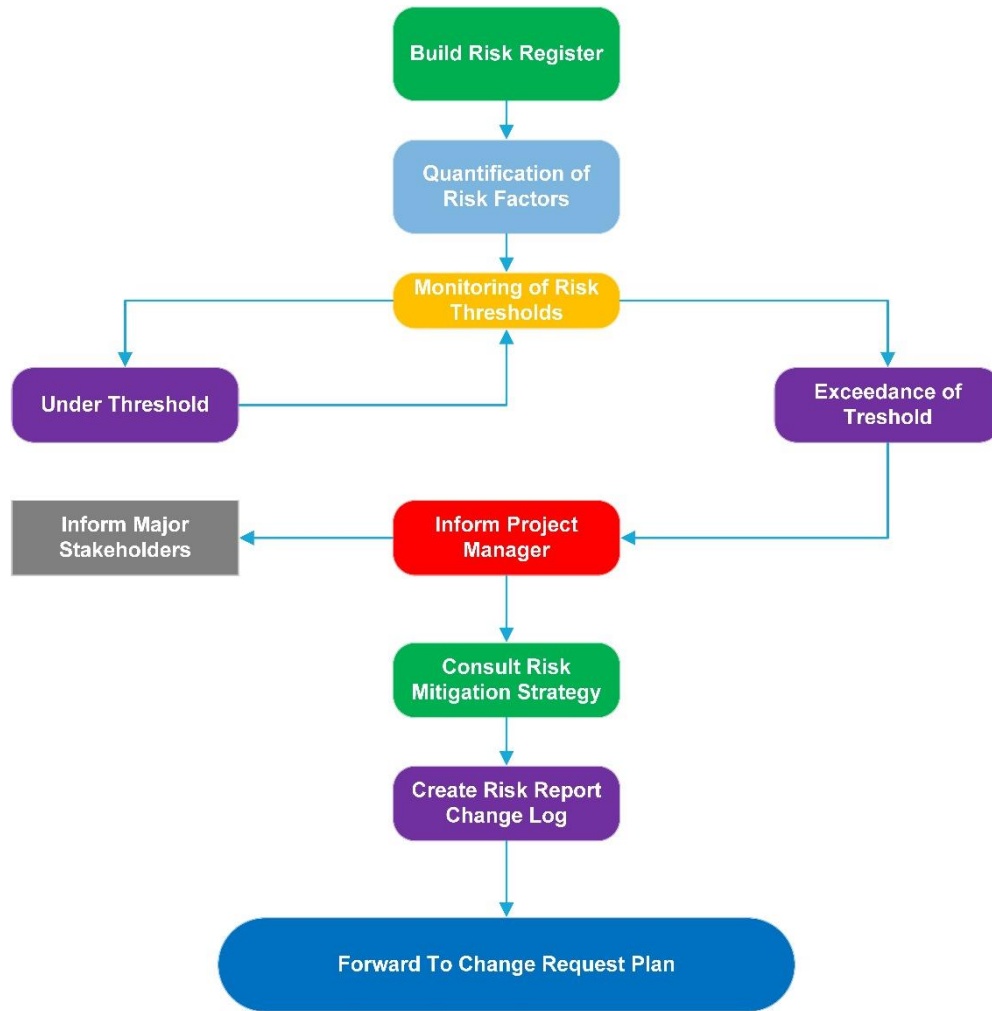 Build Risk Register
Quantification of
Risk Factors
Monitoring of Risk
Thresholds
Under Threshold
Exceedance of
Treshold
Inform Major
Stakeholders
Inform Project
Manager
Consult Risk
Mitigation Strategy
Create Risk Report
Change Log
Forward To Change Request Plan